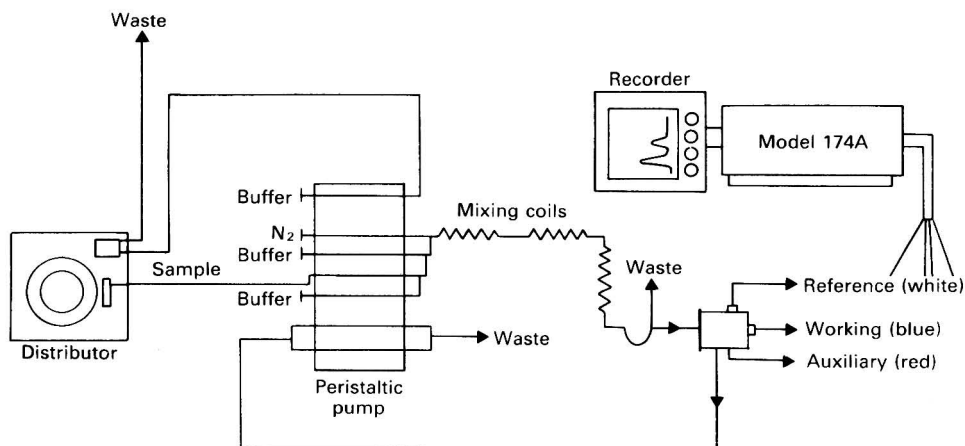 Waste
Recorder
Model 174A
Buffer
Mixing coils
N2
Buffer
Sample
Waste
Buffer
Reference (white)
Waste
Working (blue)
Distributor
Auxiliary (red)
Peristaltic
pump